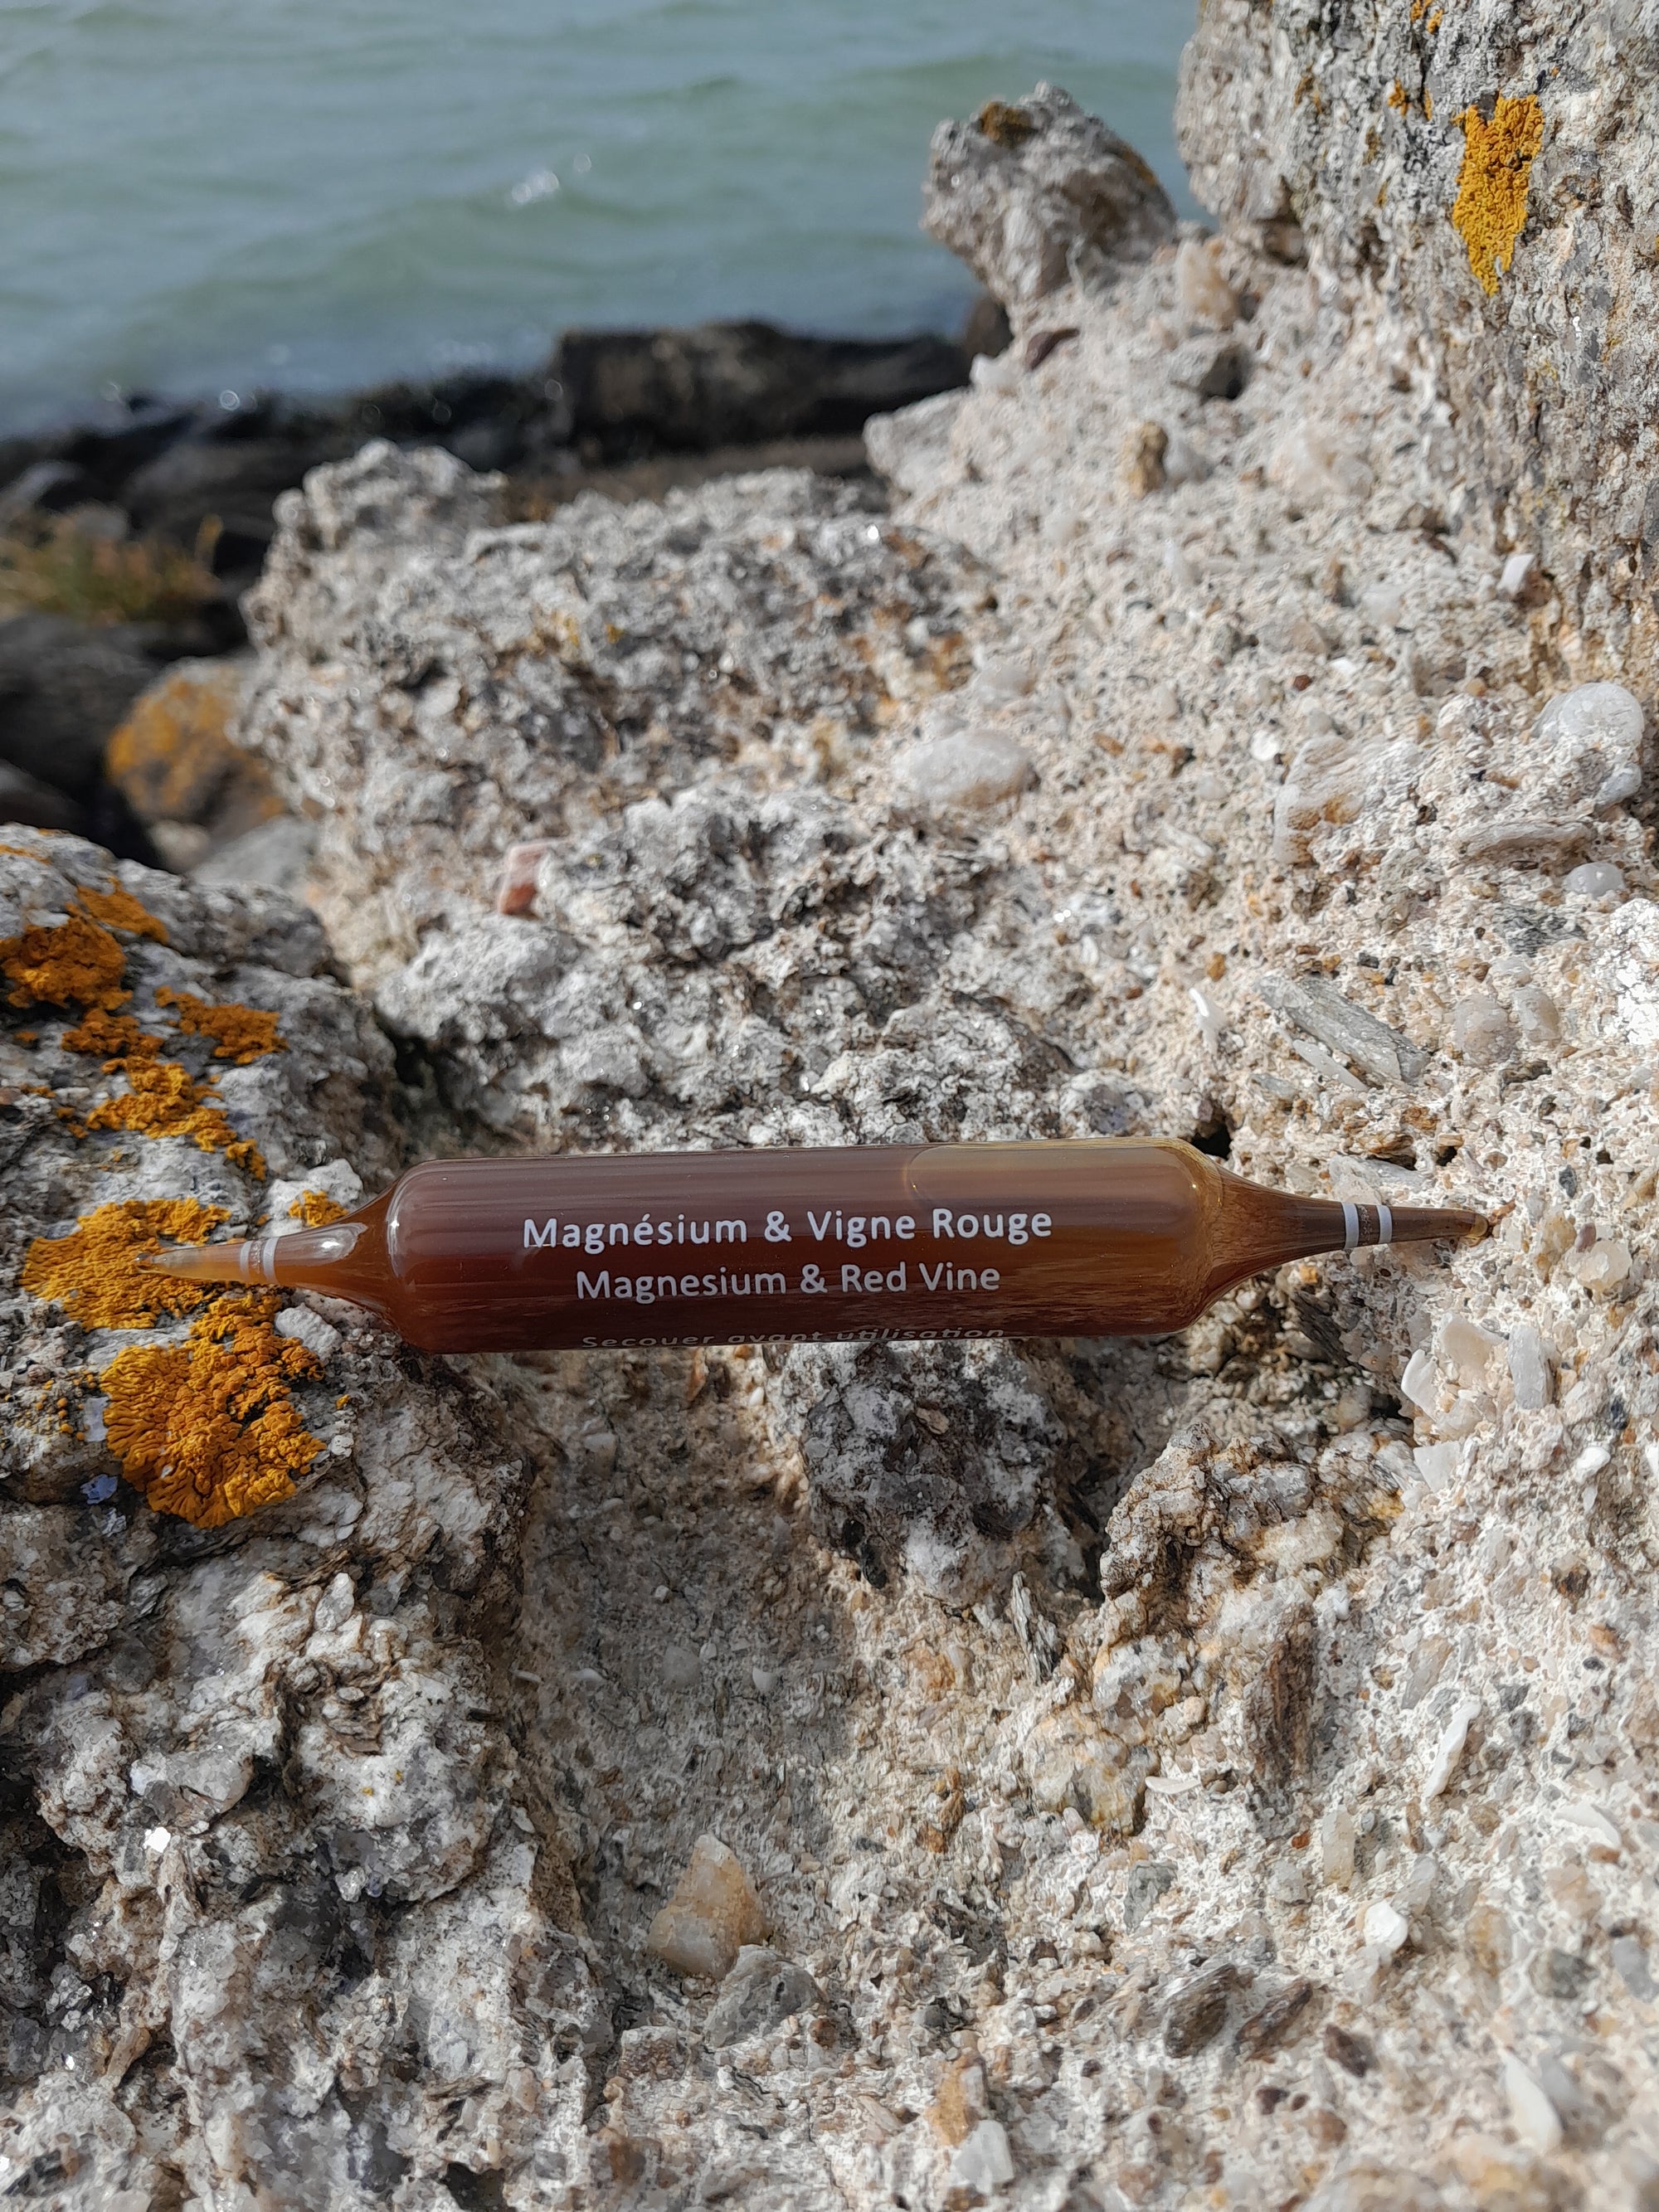 Magnésium & Vigne Rouge
Magnesium & Red Vine
Secouer avant utilisation